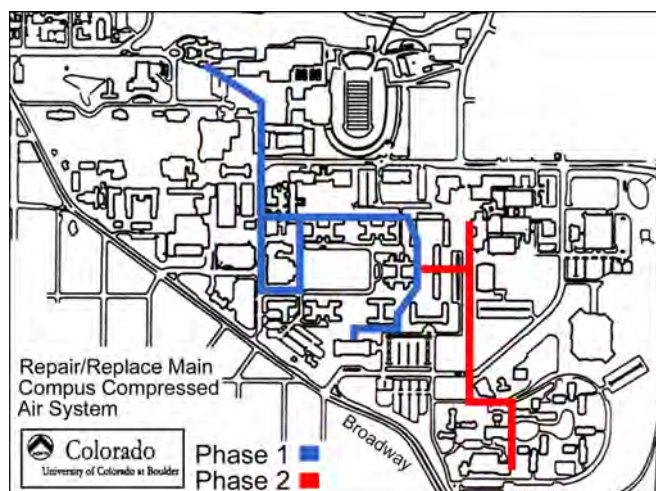 Repair/Replace Main
Compus Compressed
Air System
Colorado
University of Colorado at Boulder
Phase 1
Phase 2
Broadway